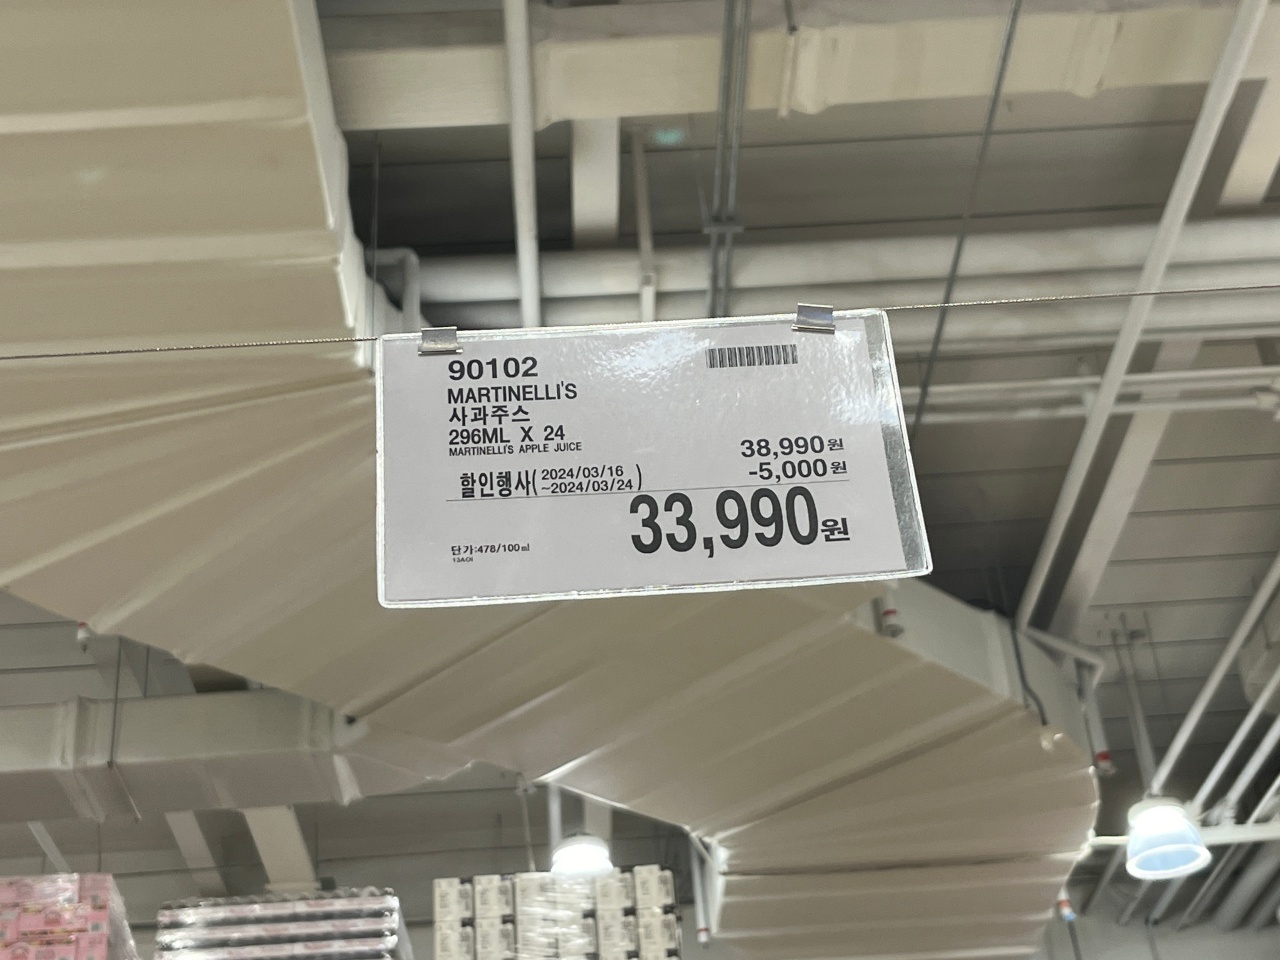 90102
MARTINELLI'S
사과주스
296ML X 24
MARTINELLI'S APPLE JUICE
38,990원
-5,000원
할인행사(2024/03/16
~2024/03/24)
33,990원
단가:478/100ml